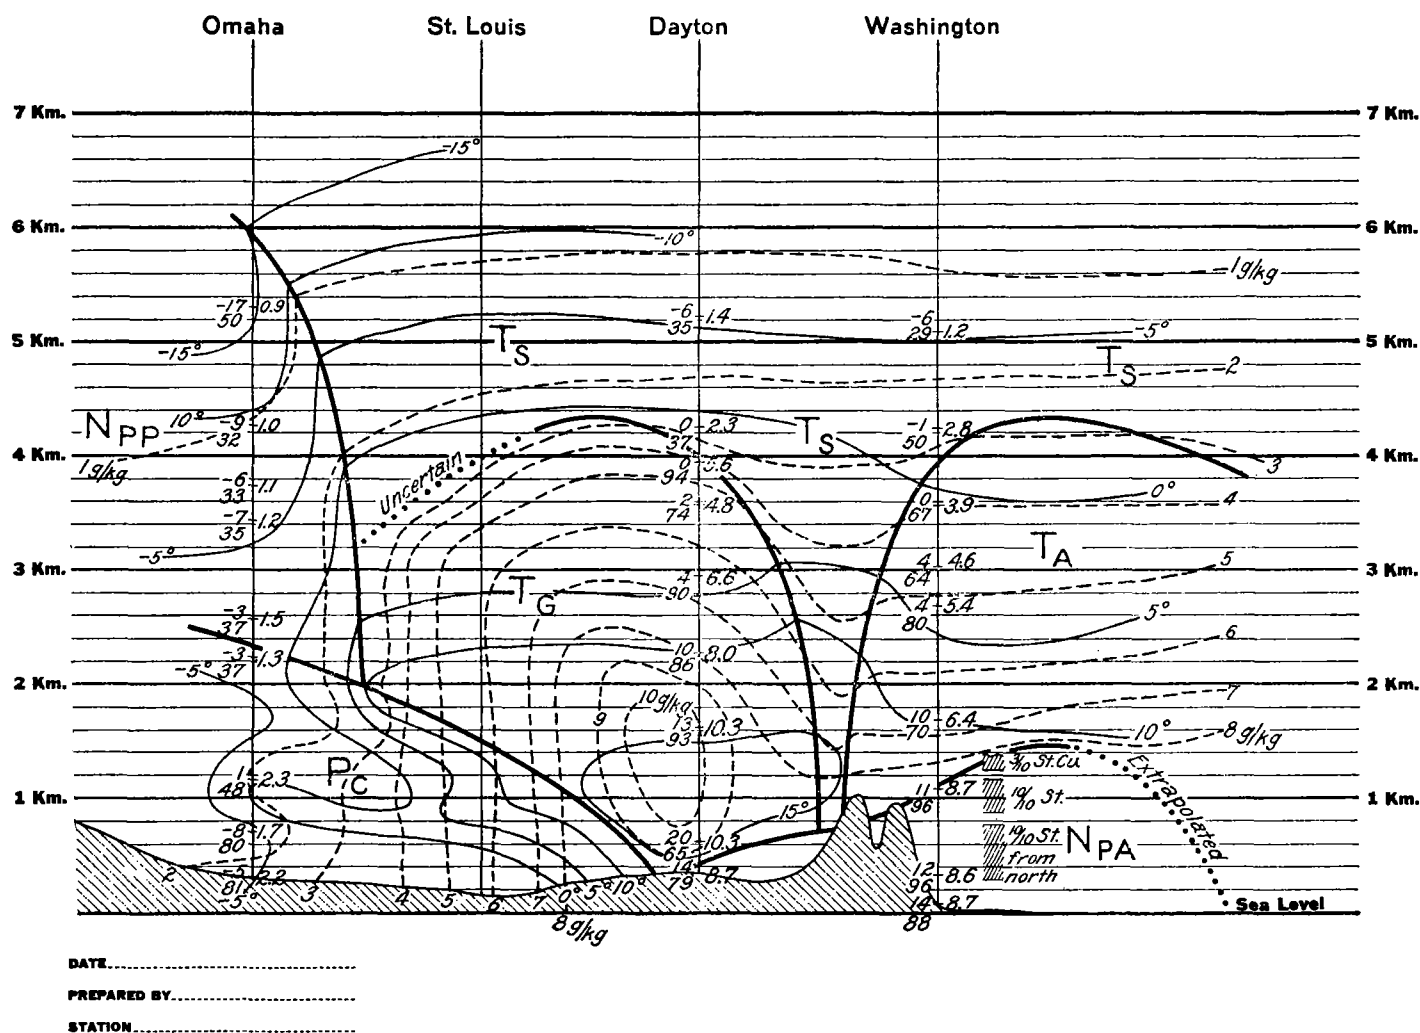 Omaha St. Louis Dayton Washington
7 Km. 7 Km.
-15°
6 Km. 6 Km.
-10°
1g/kg
-17 0.9
50
-6 1.4
35
-6
29 1.2
-5°
5 Km. 5 Km.
-15°
T_S
T_S
2
10°
-9 1.0
32
N_PP
0 2.3
37
T_S
-1 2.8
50
4 Km. 4 Km.
1g/kg
Uncertain
0 5.6
94
3
-6 1.1
33
2 4.8
74
0 3.9
67
0°
4
-7 1.2
35
-5°
T_A
3 Km. 3 Km.
4 6.6
90
4 4.6
64
5
T_G
4 5.4
80
5°
-3 1.5
37
6
-3 1.3
37
10 8.0
86
-5°
2 Km. 2 Km.
10g/kg
9
13 10.3
93
10 6.4
70
7
10°
8g/kg
P_C
1 2.3
48
3/10 St.Cu.
1 Km. 1 Km.
11 8.7
96
10/10 St.
15°
Extrapolated
-8 1.7
80
20 10.3
65
10/10 St.
from
north
N_PA
14 8.7
79
12 8.6
96
-5 2.2
81
-5°
2 3 4 5 6 7 0° 5° 10°
8g/kg
14 8.7
88
Sea Level
DATE
PREPARED BY
STATION